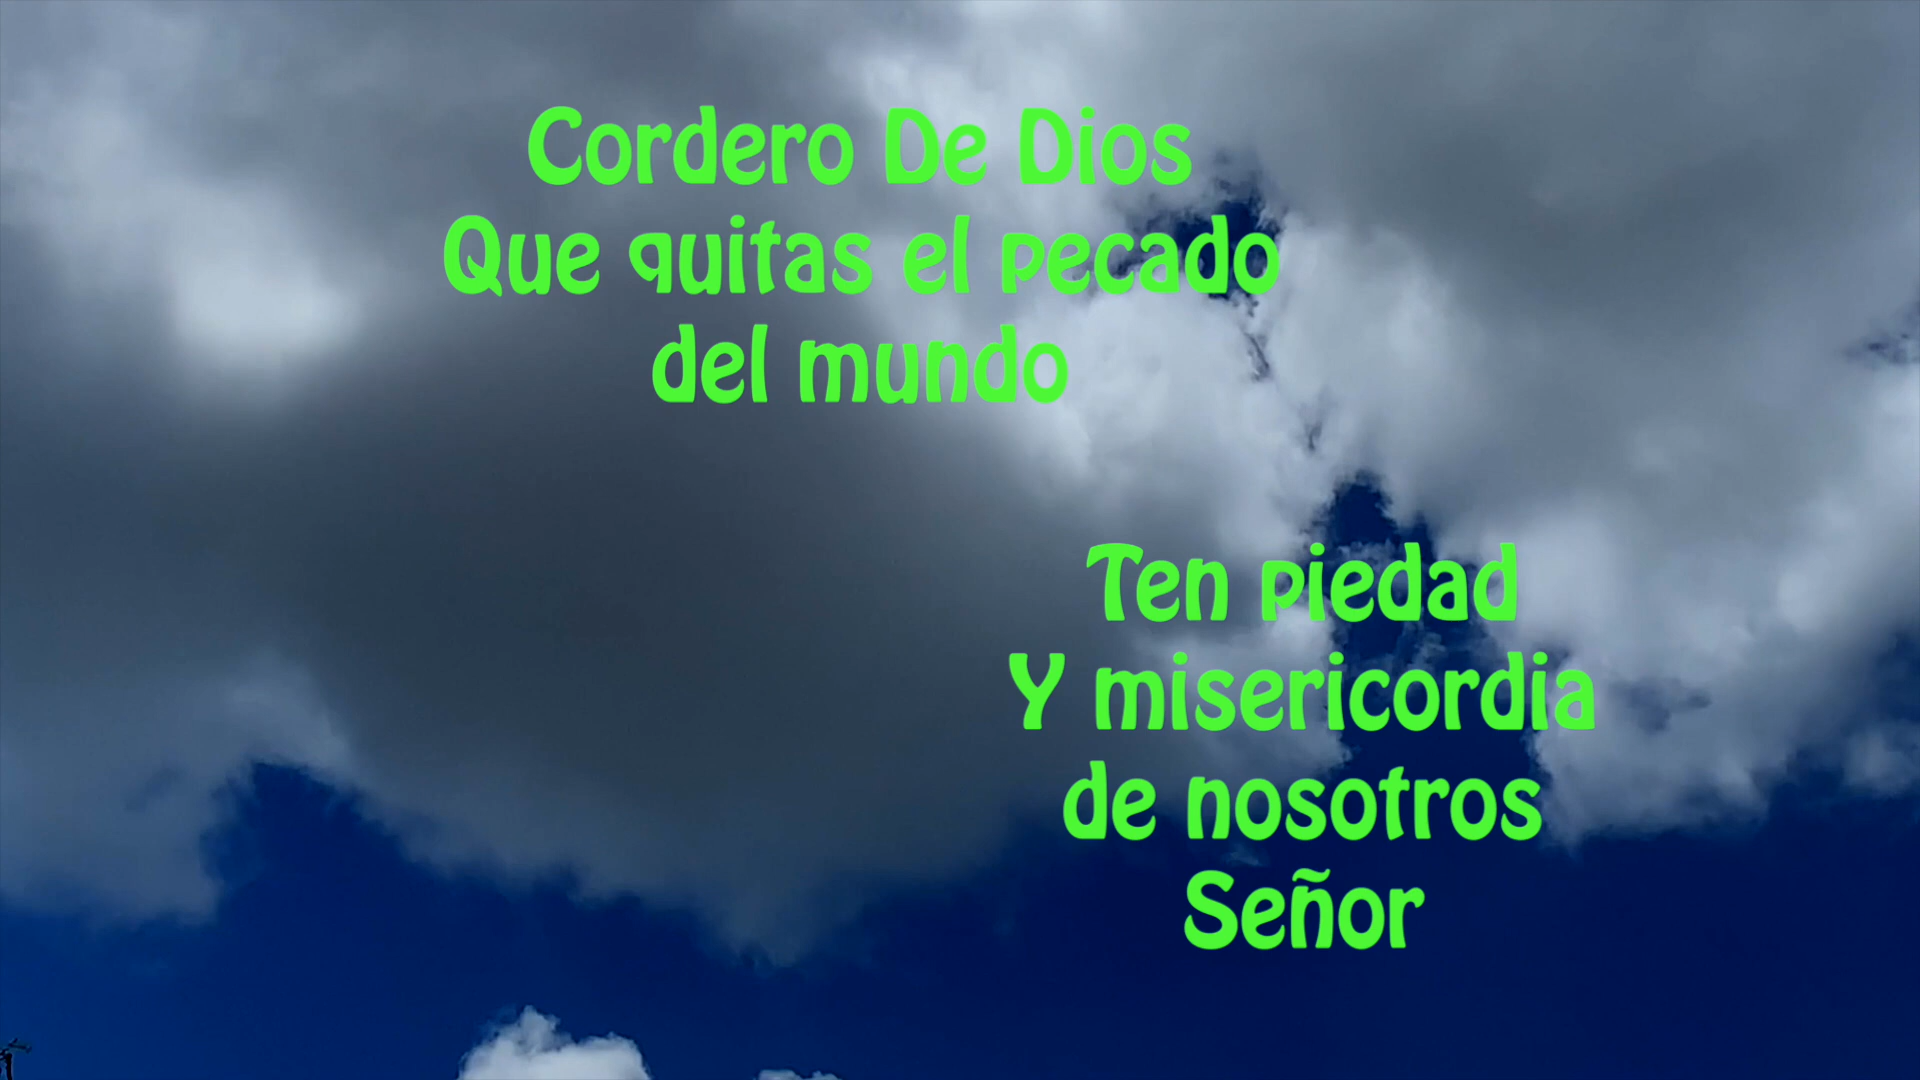 Cordero De Dios
Que quitas el pecado
del mundo
Ten piedad
Y misericordia
de nosotros
Señor